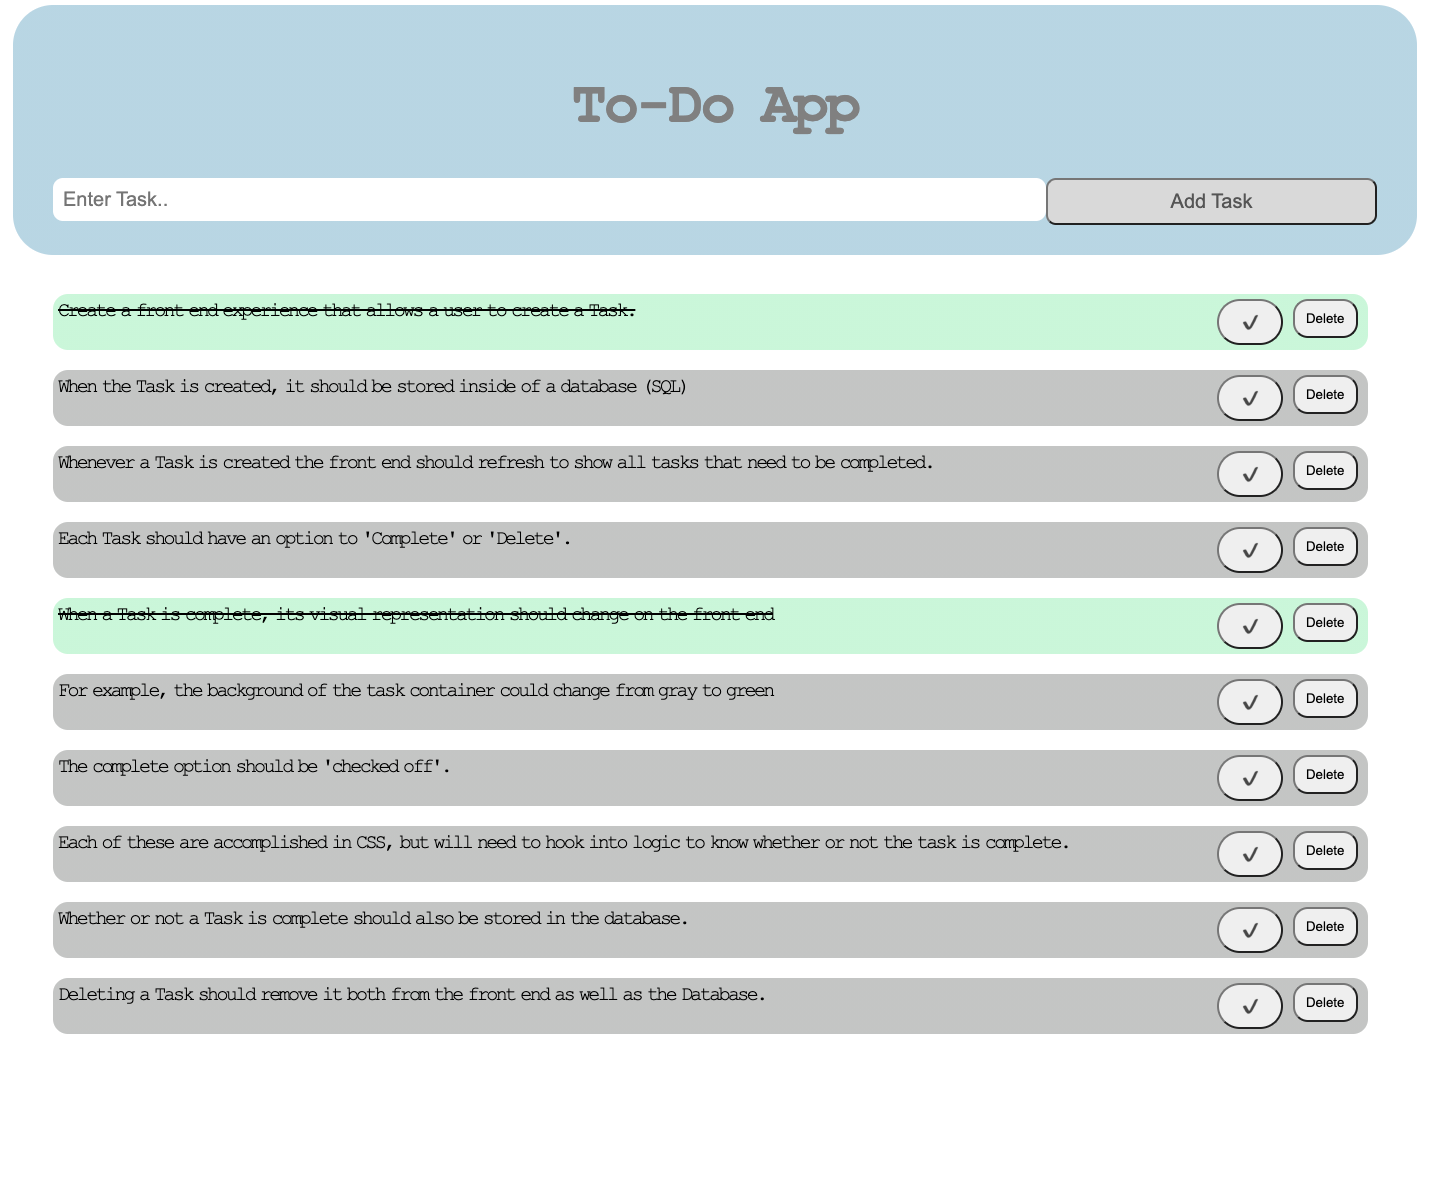 To-Do App
Enter Task..
Add Task
Create a front end experience that allows a user to create a Task.
✓
Delete
When the Task is created, it should be stored inside of a database (SQL)
✓
Delete
Whenever a Task is created the front end should refresh to show all tasks that need to be completed.
✓
Delete
Each Task should have an option to 'Complete' or 'Delete'.
✓
Delete
When a Task is complete, its visual representation should change on the front end
✓
Delete
For example, the background of the task container could change from gray to green
✓
Delete
The complete option should be 'checked off'.
✓
Delete
Each of these are accomplished in CSS, but will need to hook into logic to know whether or not the task is complete.
✓
Delete
Whether or not a Task is complete should also be stored in the database.
✓
Delete
Deleting a Task should remove it both from the front end as well as the Database.
✓
Delete